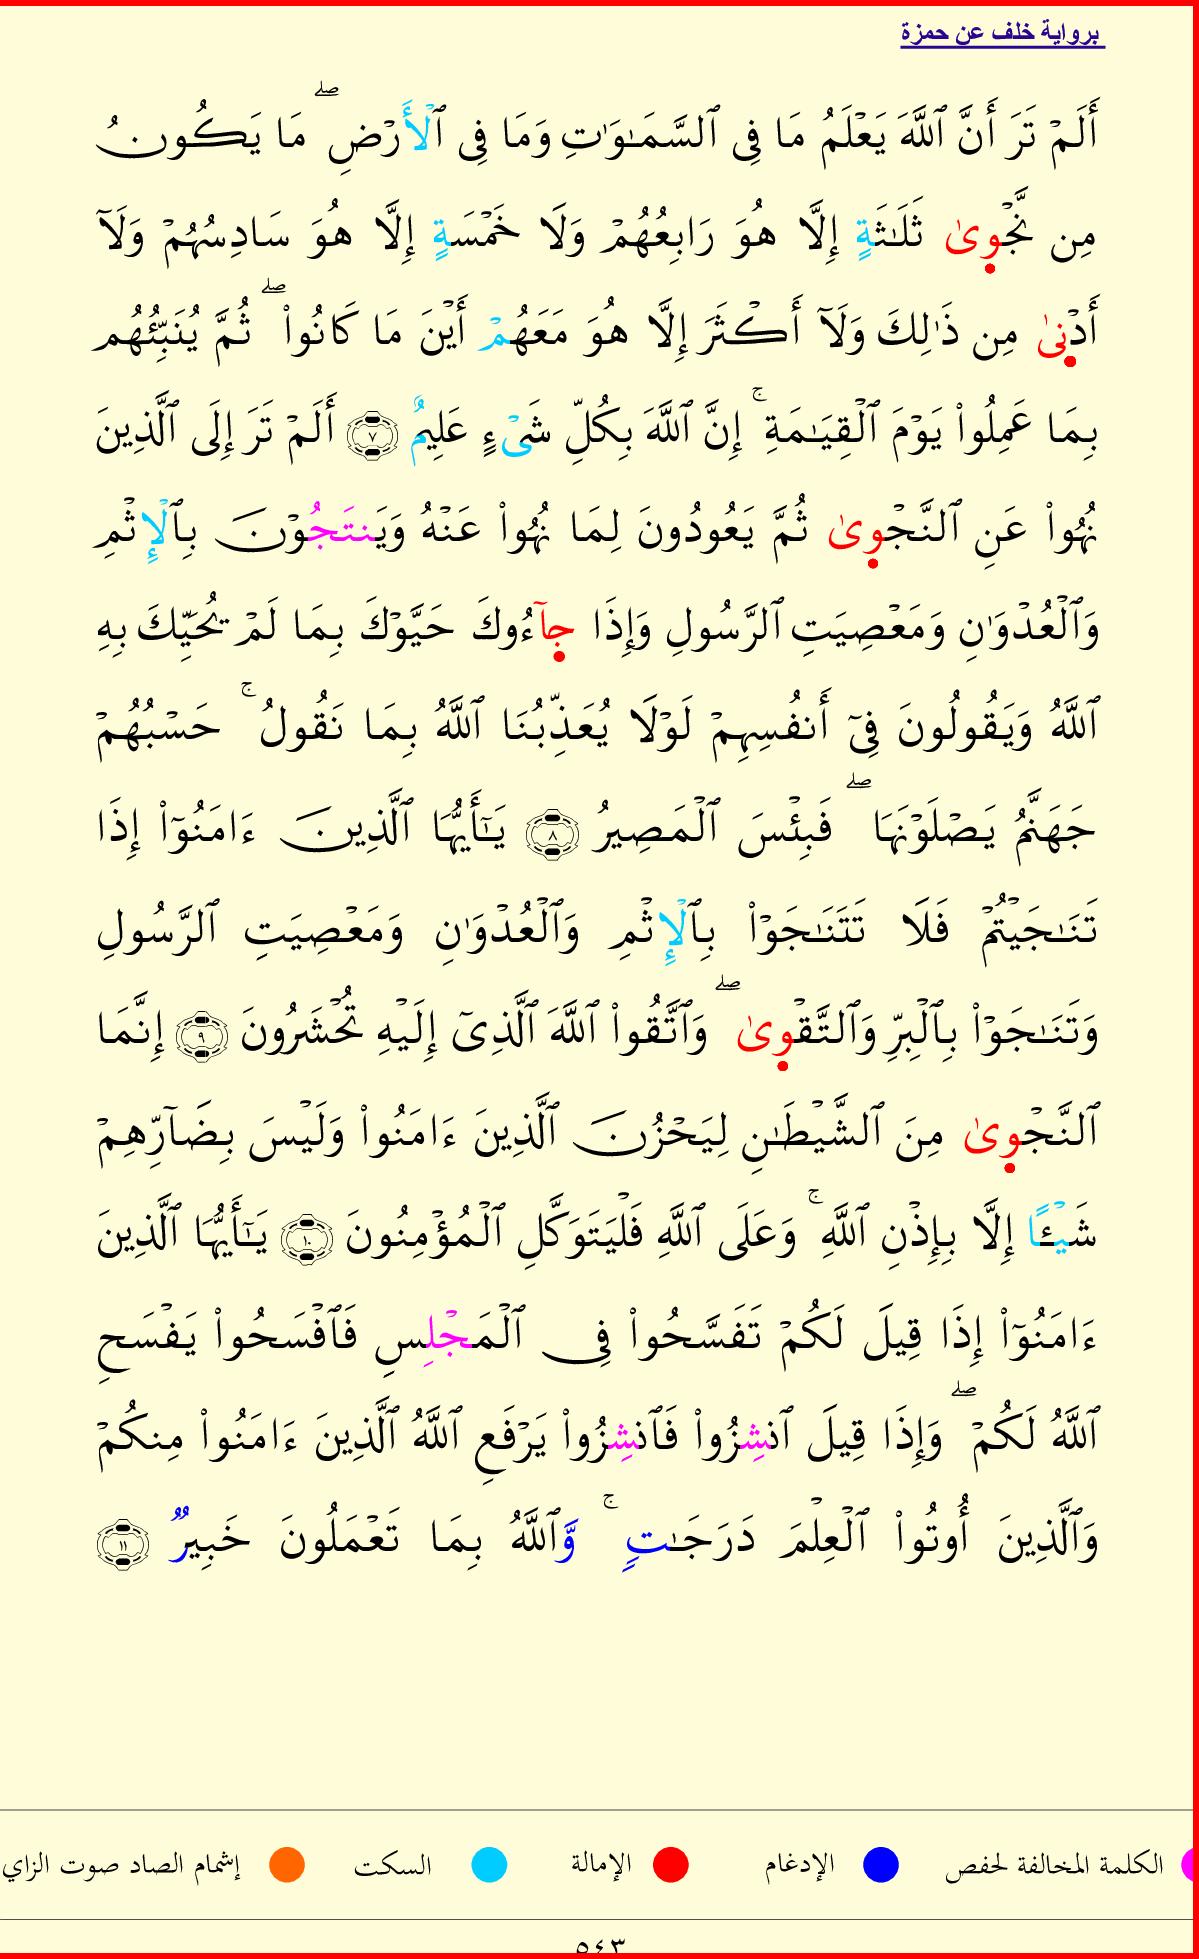 برواية خلف عن حمزة
أَلَمْ تَرَ أَنَّ ٱللَّهَ يَعْلَمُ مَا فِى ٱلسَّمَـٰوَٰتِ وَمَا فِى ٱلْأَرْضِ ۖ مَا يَكُونُ
مِن نَّجْوِىٰ ثَلَـٰثَةٍ إِلَّا هُوَ رَابِعُهُمْ وَلَا خَمْسَةٍ إِلَّا هُوَ سَادِسُهُمْ وَلَآ
أَدْنِىٰ مِن ذَٰلِكَ وَلَآ أَكْثَرَ إِلَّا هُوَ مَعَهُمْ أَيْنَ مَا كَانُوا۟ ۖ ثُمَّ يُنَبِّئُهُم
بِمَا عَمِلُوا۟ يَوْمَ ٱلْقِيَـٰمَةِ ۚ إِنَّ ٱللَّهَ بِكُلِّ شَىْءٍ عَلِيمٌ ٧ أَلَمْ تَرَ إِلَى ٱلَّذِينَ
نُهُوا۟ عَنِ ٱلنَّجْوِىٰ ثُمَّ يَعُودُونَ لِمَا نُهُوا۟ عَنْهُ وَيَنتَجُوْنَ بِٱلْإِثْمِ
وَٱلْعُدْوَٰنِ وَمَعْصِيَتِ ٱلرَّسُولِ وَإِذَا جِآءُوكَ حَيَّوْكَ بِمَا لَمْ يُحَيِّكَ بِهِ
ٱللَّهُ وَيَقُولُونَ فِىٓ أَنفُسِهِمْ لَوْلَا يُعَذِّبُنَا ٱللَّهُ بِمَا نَقُولُ ۚ حَسْبُهُمْ
جَهَنَّمُ يَصْلَوْنَهَا ۖ فَبِئْسَ ٱلْمَصِيرُ ٨ يَـٰٓأَيُّهَا ٱلَّذِينَ ءَامَنُوٓا۟ إِذَا
تَنَـٰجَيْتُمْ فَلَا تَتَنَـٰجَوْا۟ بِٱلْإِثْمِ وَٱلْعُدْوَٰنِ وَمَعْصِيَتِ ٱلرَّسُولِ
وَتَنَـٰجَوْا۟ بِٱلْبِرِّ وَٱلتَّقْوِىٰ ۖ وَٱتَّقُوا۟ ٱللَّهَ ٱلَّذِىٓ إِلَيْهِ تُحْشَرُونَ ٩ إِنَّمَا
ٱلنَّجْوِىٰ مِنَ ٱلشَّيْطَـٰنِ لِيَحْزُنَ ٱلَّذِينَ ءَامَنُوا۟ وَلَيْسَ بِضَآرِّهِمْ
شَيْـًٔا إِلَّا بِإِذْنِ ٱللَّهِ ۚ وَعَلَى ٱللَّهِ فَلْيَتَوَكَّلِ ٱلْمُؤْمِنُونَ ١٠ يَـٰٓأَيُّهَا ٱلَّذِينَ
ءَامَنُوٓا۟ إِذَا قِيلَ لَكُمْ تَفَسَّحُوا۟ فِى ٱلْمَجْلِسِ فَٱفْسَحُوا۟ يَفْسَحِ
ٱللَّهُ لَكُمْ ۖ وَإِذَا قِيلَ ٱنشِزُوا۟ فَٱنشِزُوا۟ يَرْفَعِ ٱللَّهُ ٱلَّذِينَ ءَامَنُوا۟ مِنكُمْ
وَٱلَّذِينَ أُوتُوا۟ ٱلْعِلْمَ دَرَجَـٰتٍ ۚ وَّٱللَّهُ بِمَا تَعْمَلُونَ خَبِيرٌ ١١
الكلمة المخالفة لحفص الإدغام الإمالة السكت إشمام الصاد صوت الزاي
٥٤٣